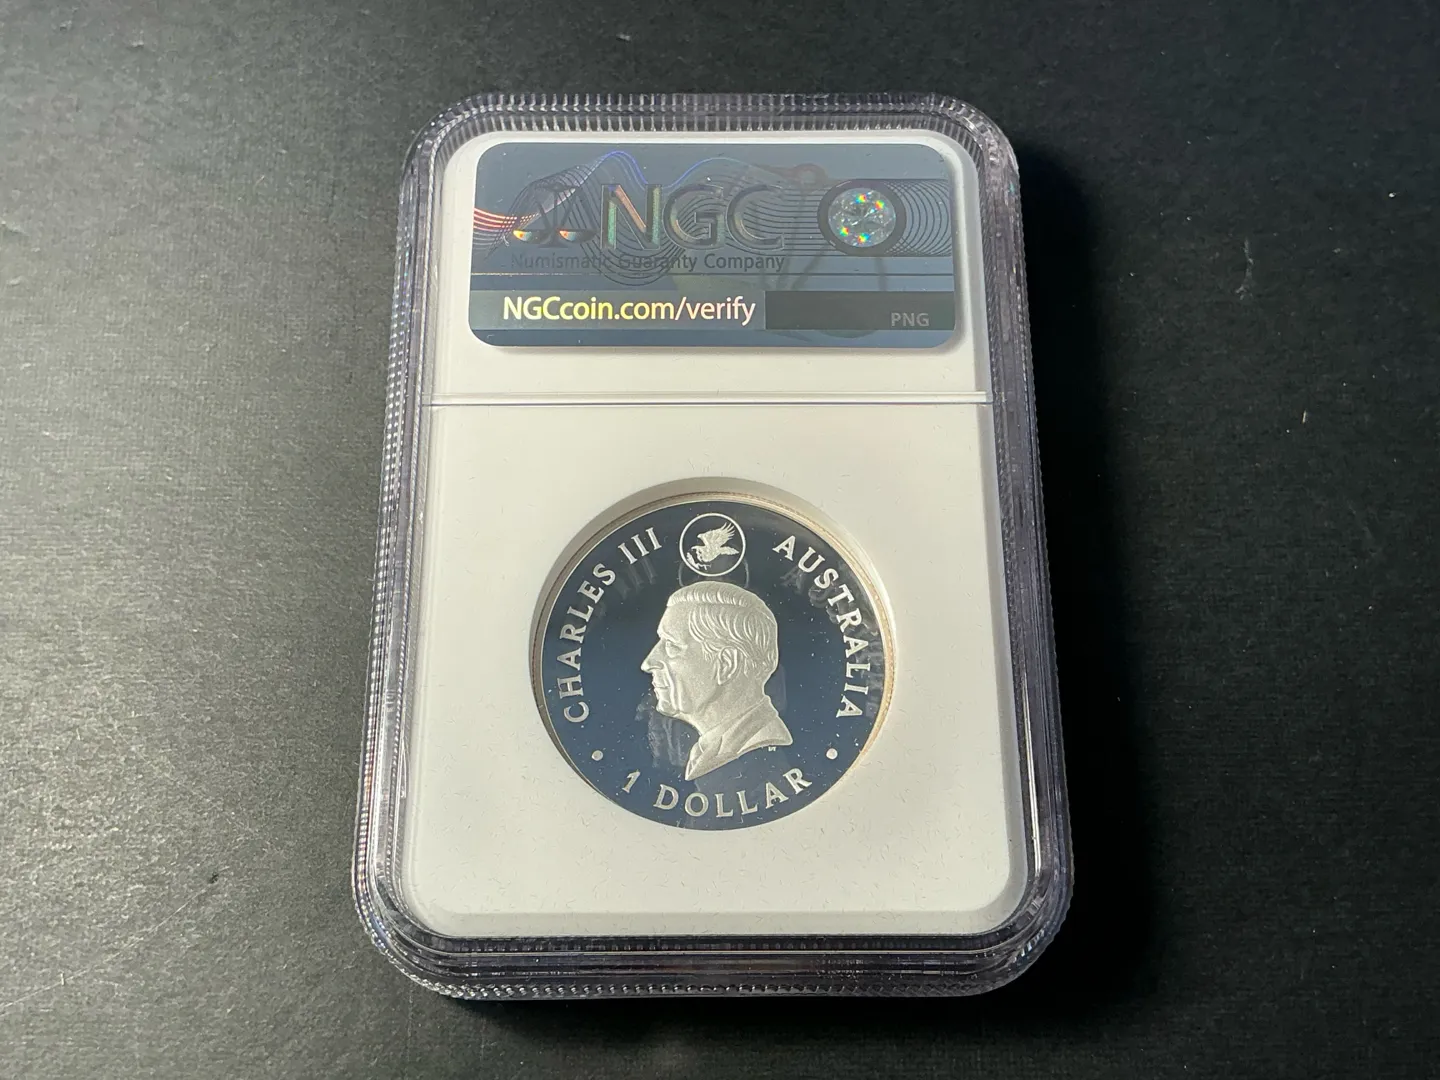 NGC
Numismatic Guaranty Company
NGCcoin.com/verify
PNG
CHARLES III
AUSTRALIA
• 1 DOLLAR •